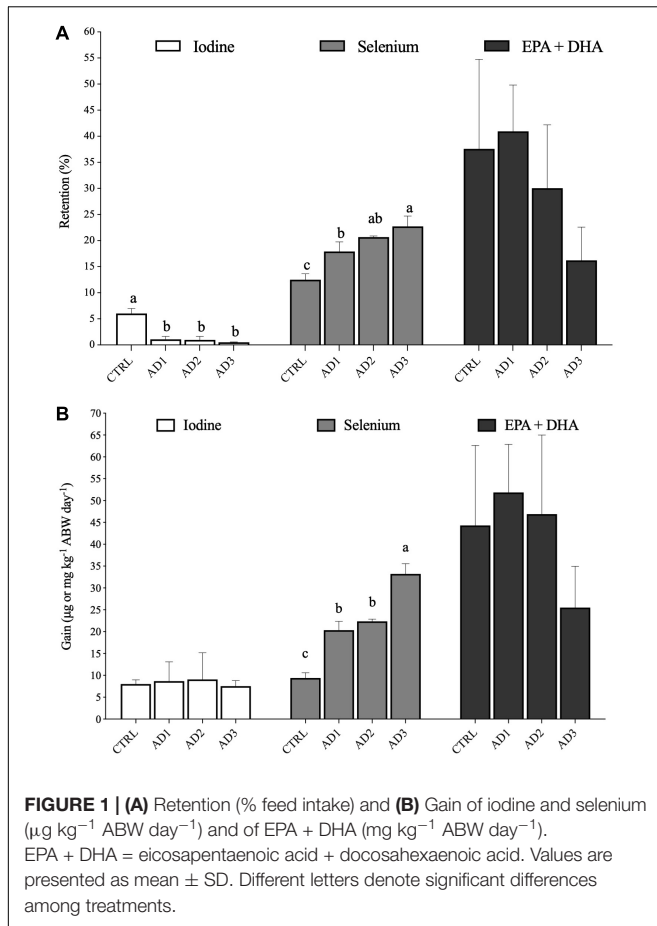 A
Iodine Selenium EPA + DHA
60
55
50
45
40
35
30
25
20
15
10
5
0
Retention (%)
a b b b c b ab a
CTRL AD1 AD2 AD3 CTRL AD1 AD2 AD3 CTRL AD1 AD2 AD3
B
Iodine Selenium EPA + DHA
70
65
60
55
50
45
40
35
30
25
20
15
10
5
0
Gain (µg or mg kg⁻¹ ABW day⁻¹)
c b b a
CTRL AD1 AD2 AD3 CTRL AD1 AD2 AD3 CTRL AD1 AD2 AD3
FIGURE 1 | (A) Retention (% feed intake) and (B) Gain of iodine and selenium
(µg kg⁻¹ ABW day⁻¹) and of EPA + DHA (mg kg⁻¹ ABW day⁻¹).
EPA + DHA = eicosapentaenoic acid + docosahexaenoic acid. Values are
presented as mean ± SD. Different letters denote significant differences
among treatments.